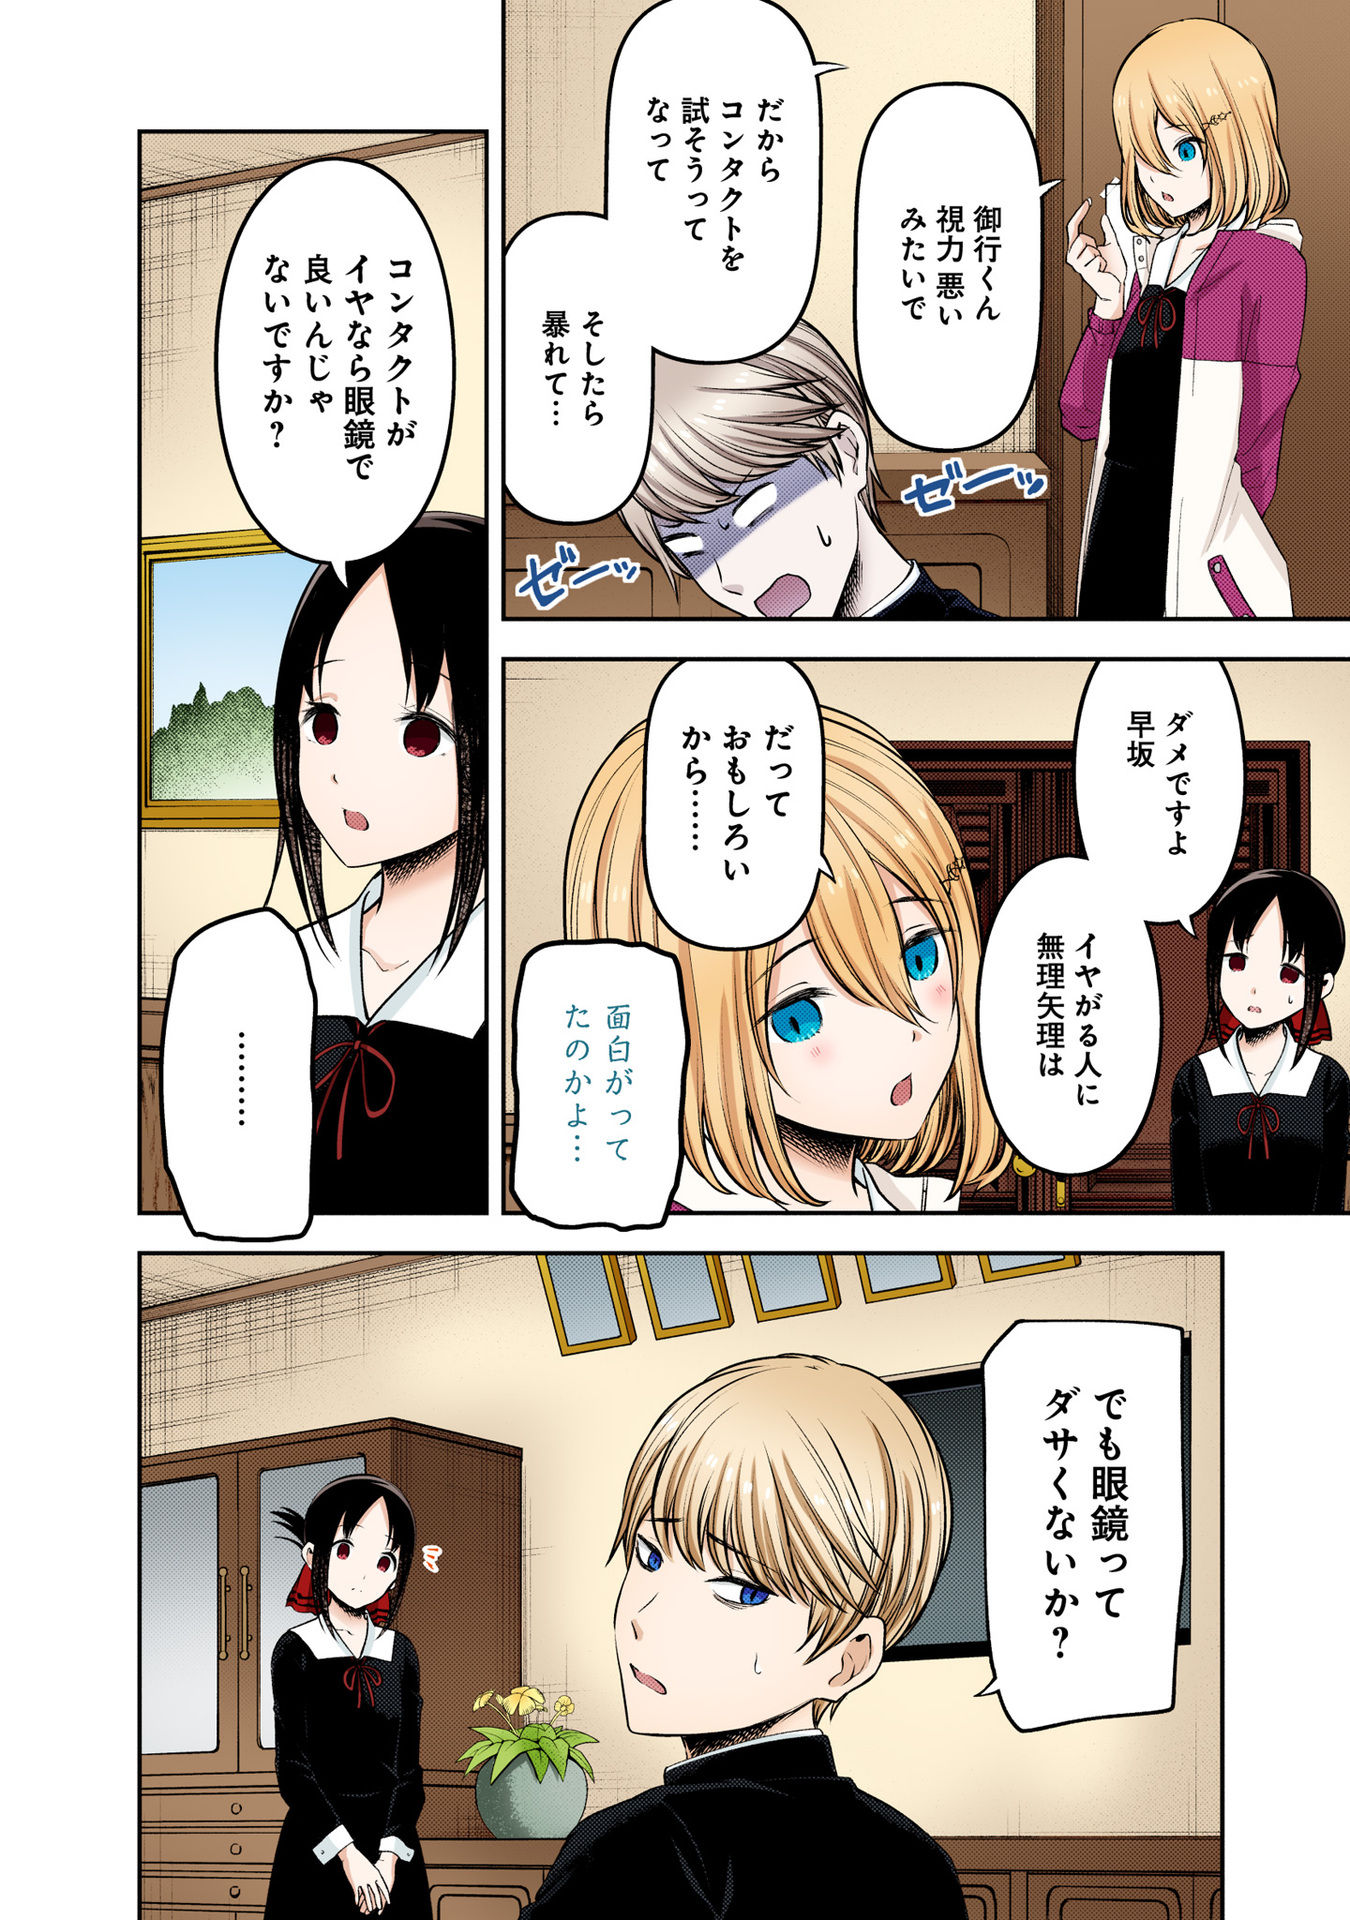 御行くん
視力悪い
みたいで
だから
コンタクトを
試そうって
なって
そしたら
暴れて…
ゼーッ
ゼーッ
ダメですよ
早坂
イヤがる人に
無理矢理は
だって
おもしろい
から………
面白がって
たのかよ…
コンタクトが
イヤなら眼鏡で
良いんじゃ
ないですか?
………
でも眼鏡って
ダサくないか?